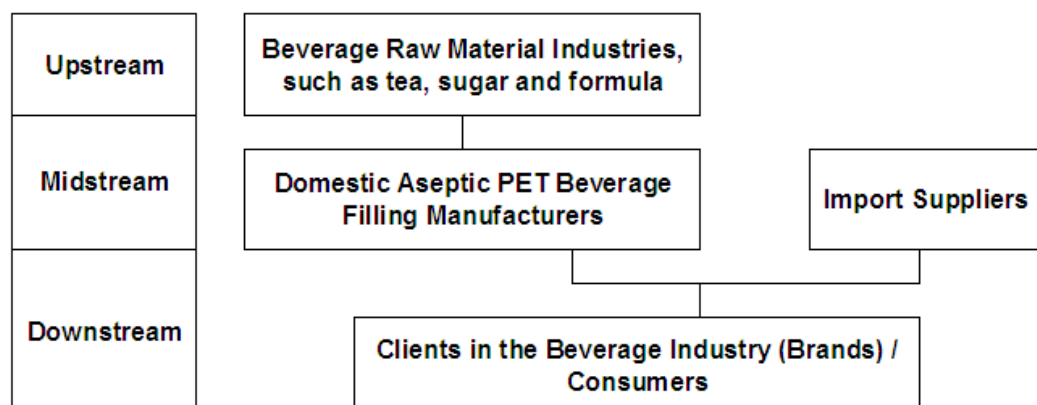 Upstream
Beverage Raw Material Industries,
such as tea, sugar and formula
Midstream
Domestic Aseptic PET Beverage
Filling Manufacturers
Import Suppliers
Downstream
Clients in the Beverage Industry (Brands) /
Consumers